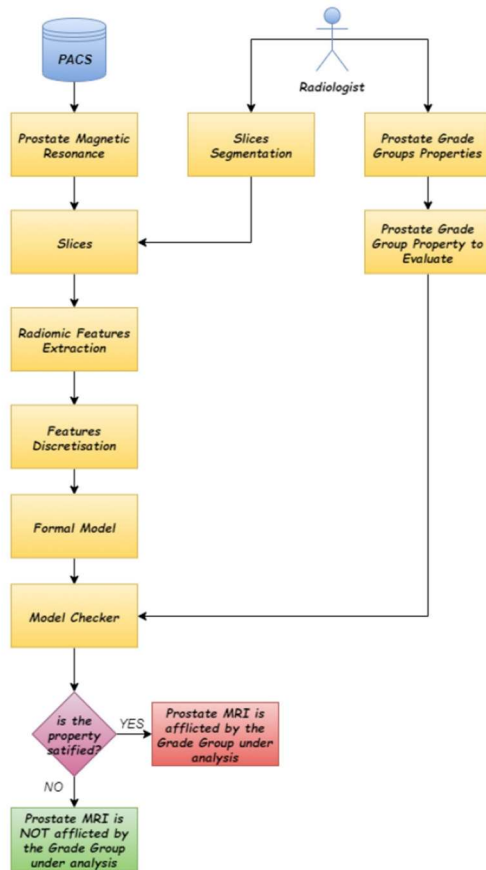 PACS
Radiologist
Prostate Magnetic
Resonance
Slices
Segmentation
Prostate Grade
Groups Properties
Slices
Prostate Grade
Group Property to
Evaluate
Radiomic Features
Extraction
Features
Discretisation
Formal Model
Model Checker
is the
property
satified?
YES
Prostate MRI is
afflicted by the
Grade Group under
analysis
NO
Prostate MRI is
NOT afflicted by
the Grade Group
under analysis